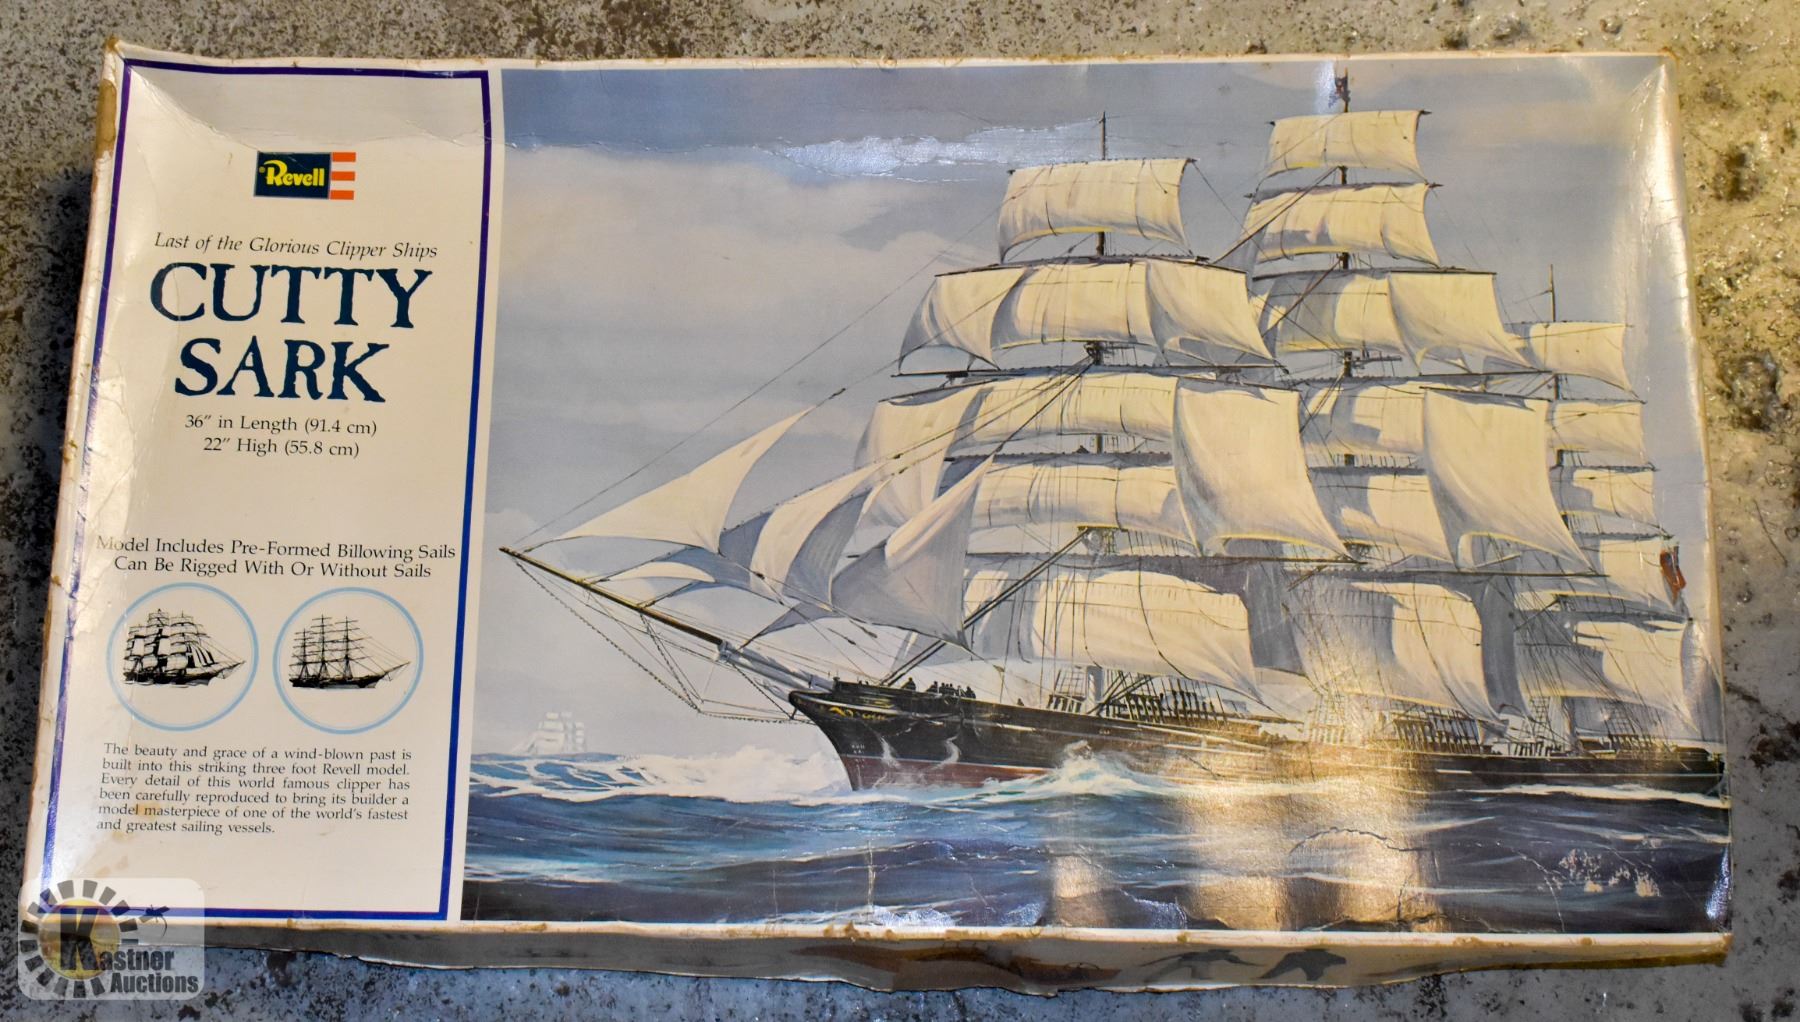 Revell
Last of the Glorious Clipper Ships
CUTTY
SARK
36" in Length (91.4 cm)
22" High (55.8 cm)
Model Includes Pre-Formed Billowing Sails
Can Be Rigged With Or Without Sails
The beauty and grace of a wind-blown past is
built into this striking three foot Revell model.
Every detail of this world famous clipper has
been carefully reproduced to bring its builder a
model masterpiece of one of the world's fastest
and greatest sailing vessels.
Kastner
Auctions